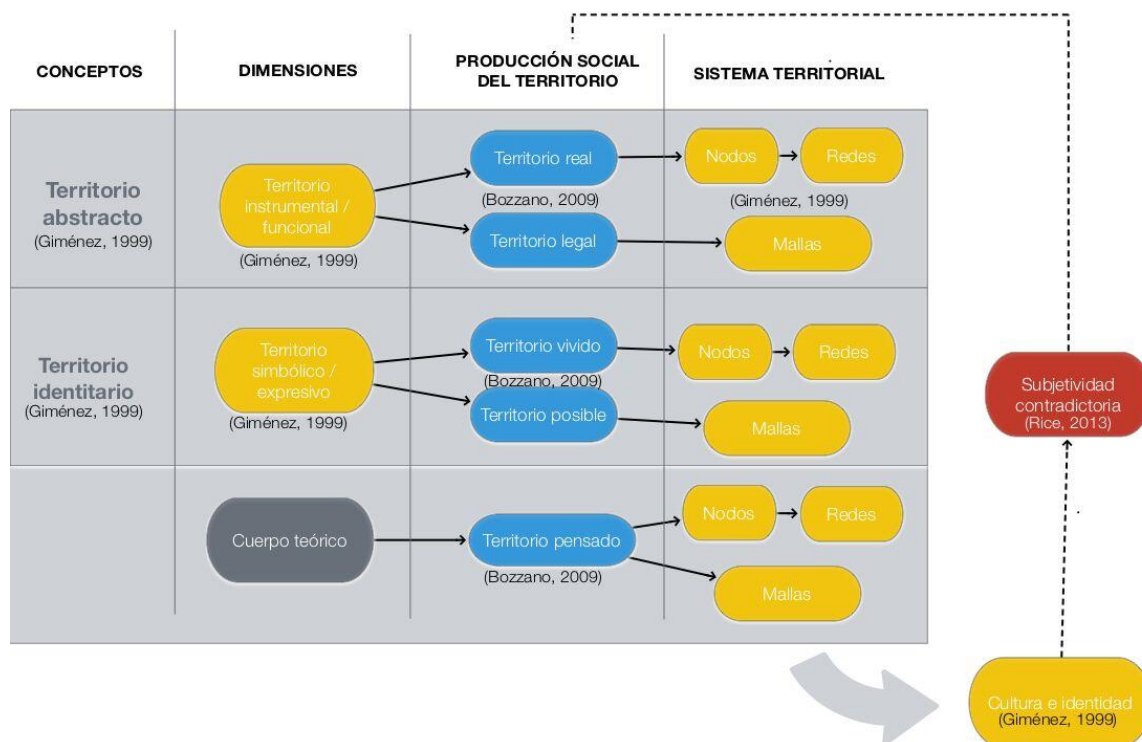 CONCEPTOS
DIMENSIONES
PRODUCCIÓN SOCIAL
DEL TERRITORIO
SISTEMA TERRITORIAL
Territorio
abstracto
(Giménez, 1999)
Territorio
instrumental /
funcional
(Giménez, 1999)
Territorio real
(Bozzano, 2009)
Territorio legal
Nodos
Redes
(Giménez, 1999)
Mallas
Territorio
identitario
(Giménez, 1999)
Territorio
simbólico /
expresivo
(Giménez, 1999)
Territorio vivido
(Bozzano, 2009)
Territorio posible
Nodos
Redes
Mallas
Cuerpo teórico
Territorio pensado
(Bozzano, 2009)
Nodos
Redes
Mallas
Subjetividad
contradictoria
(Rice, 2013)
Cultura e identidad
(Giménez, 1999)